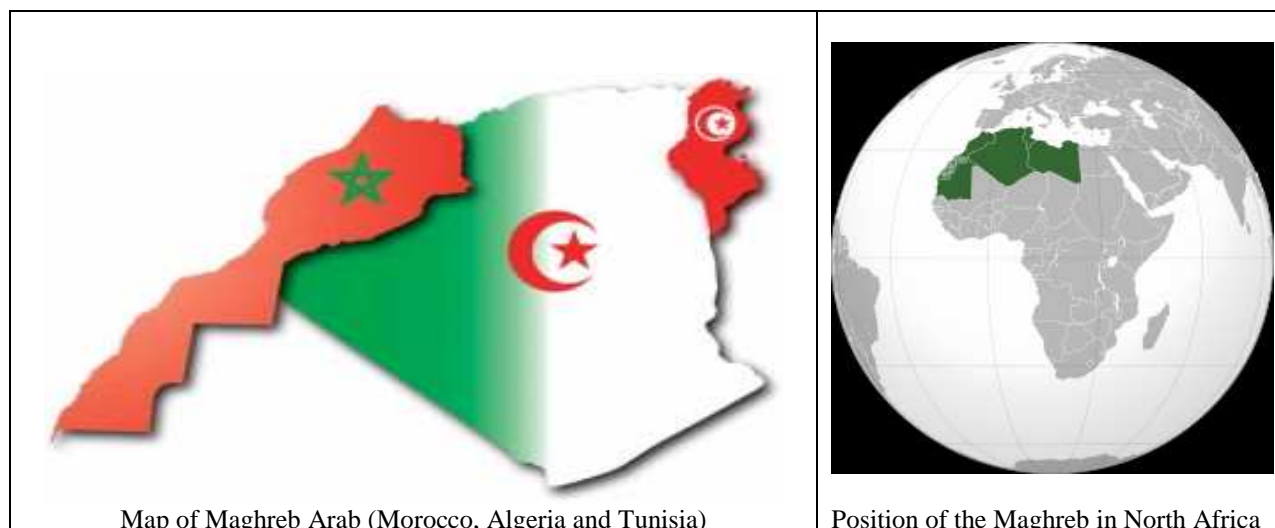 Map of Maghreb Arab (Morocco, Algeria and Tunisia)
Position of the Maghreb in North Africa